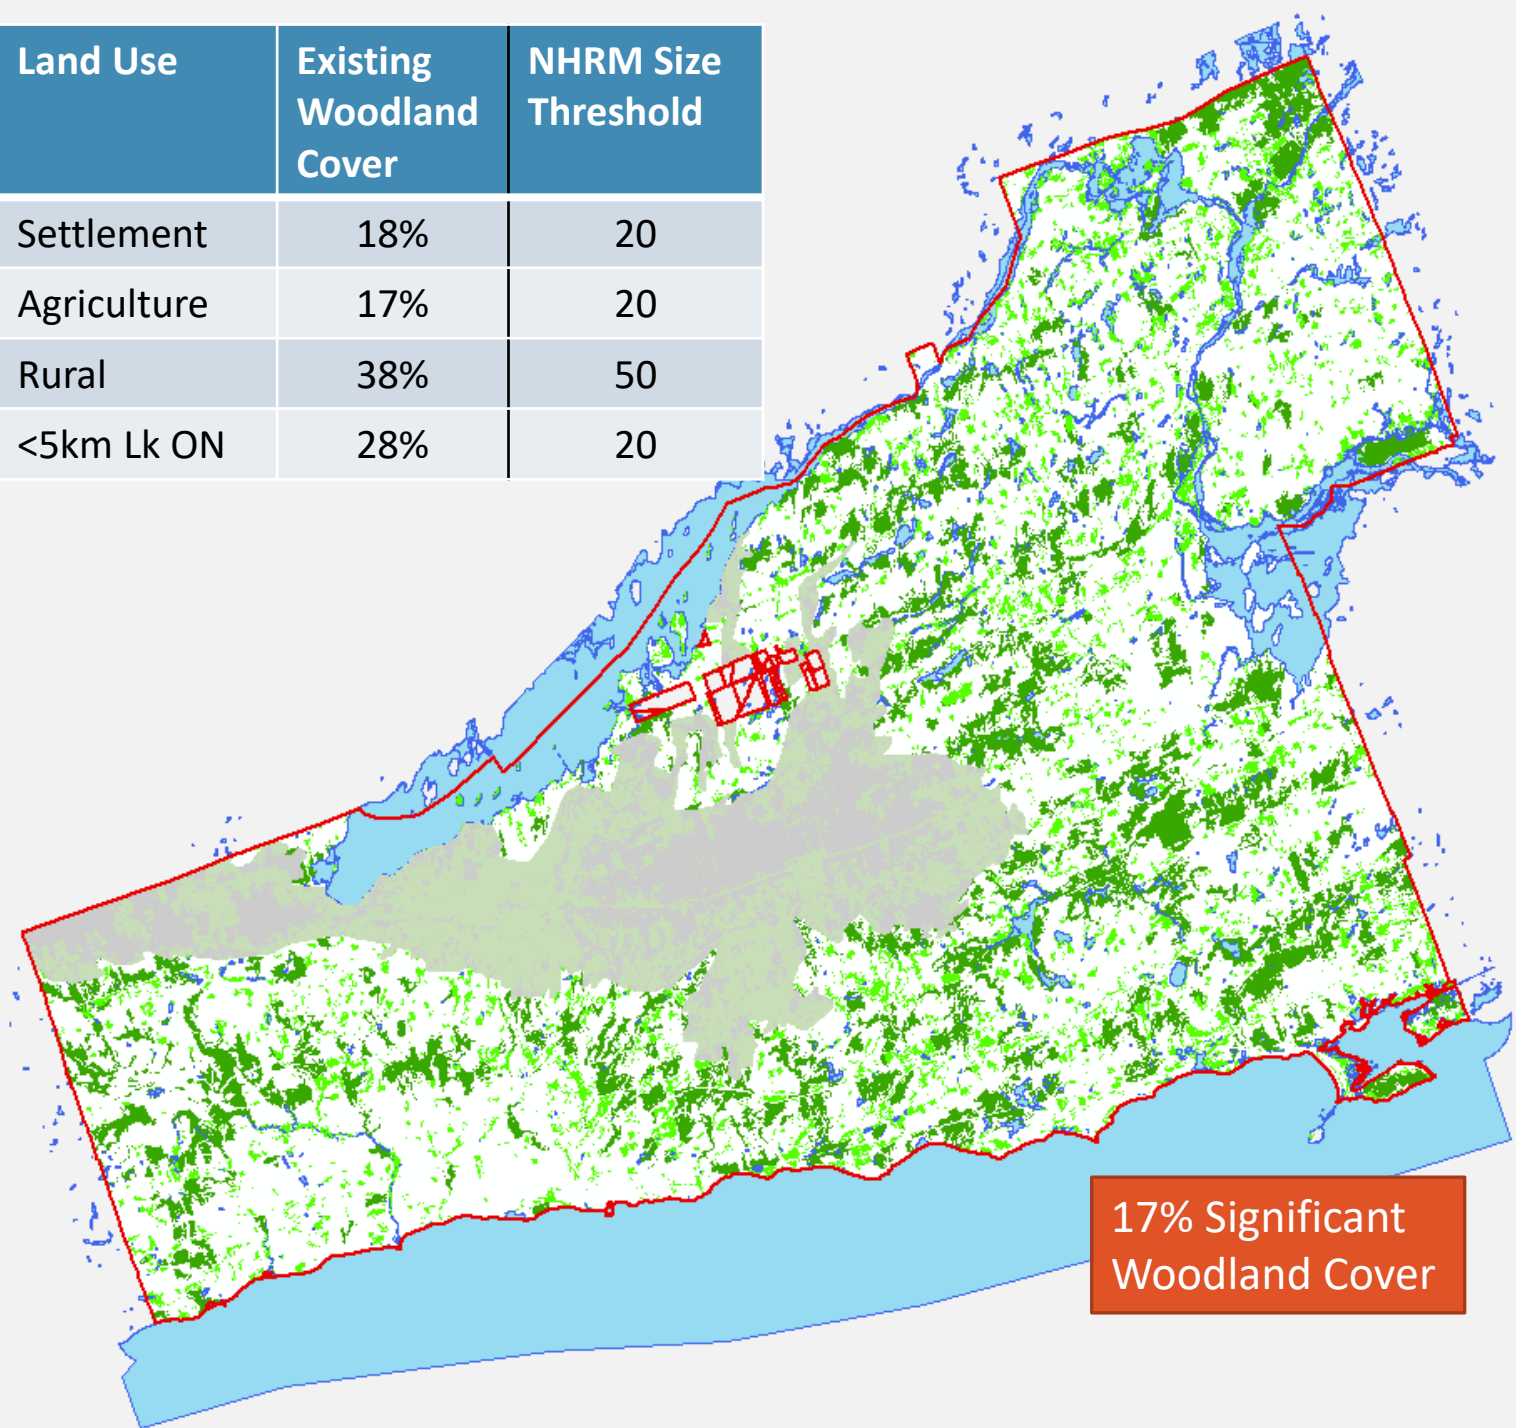 Land Use Existing Woodland Cover NHRM Size Threshold
Settlement 18% 20
Agriculture 17% 20
Rural 38% 50
<5km Lk ON 28% 20
17% Significant
Woodland Cover